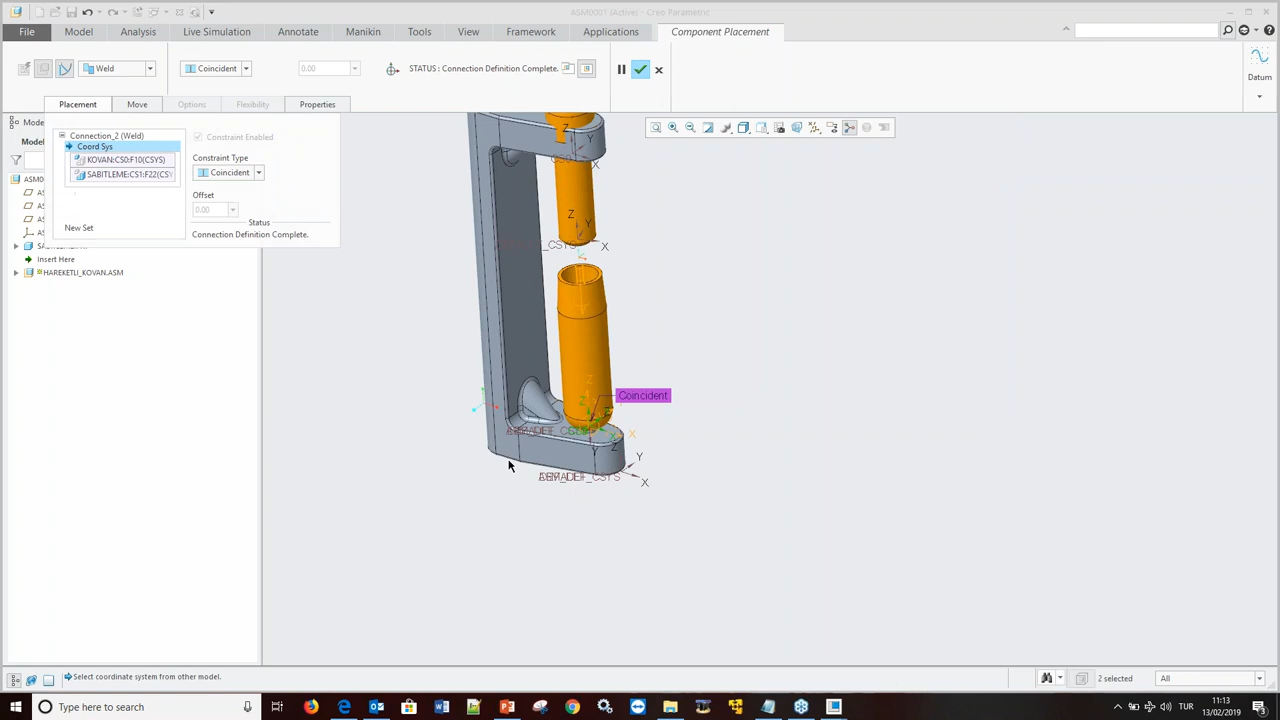 ASM0001 (Active) - Creo Parametric
File
Model
Analysis
Live Simulation
Annotate
Manikin
Tools
View
Framework
Applications
Component Placement
Weld
Coincident
0.00
STATUS : Connection Definition Complete.
Datum
Placement
Move
Options
Flexibility
Properties
Connection_2 (Weld)
Coord Sys
KOVAN:CS0:F10(CSYS)
SABITLEME:CS1:F22(CSY
New Set
Constraint Enabled
Constraint Type
Coincident
Offset
0.00
Status
Connection Definition Complete.
Insert Here
HAREKETLI_KOVAN.ASM
Z
Y
X
Z
Y
X
Coincident
Z
Z
X
Y
Z
Y
X
Select coordinate system from other model.
2 selected
All
Type here to search
TUR
11:13
13/02/2019